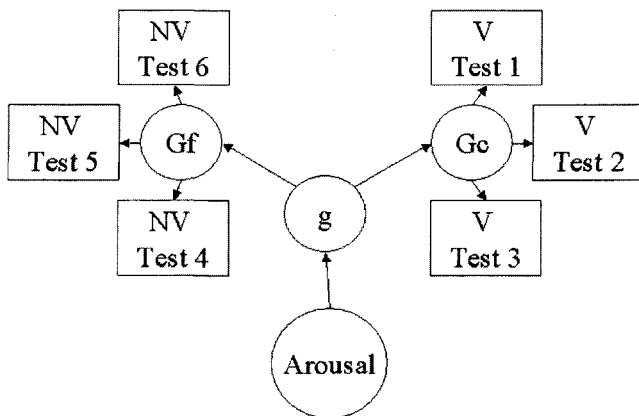 NV
Test 6
V
Test 1
NV
Test 5
Gf
Gc
V
Test 2
NV
Test 4
g
V
Test 3
Arousal